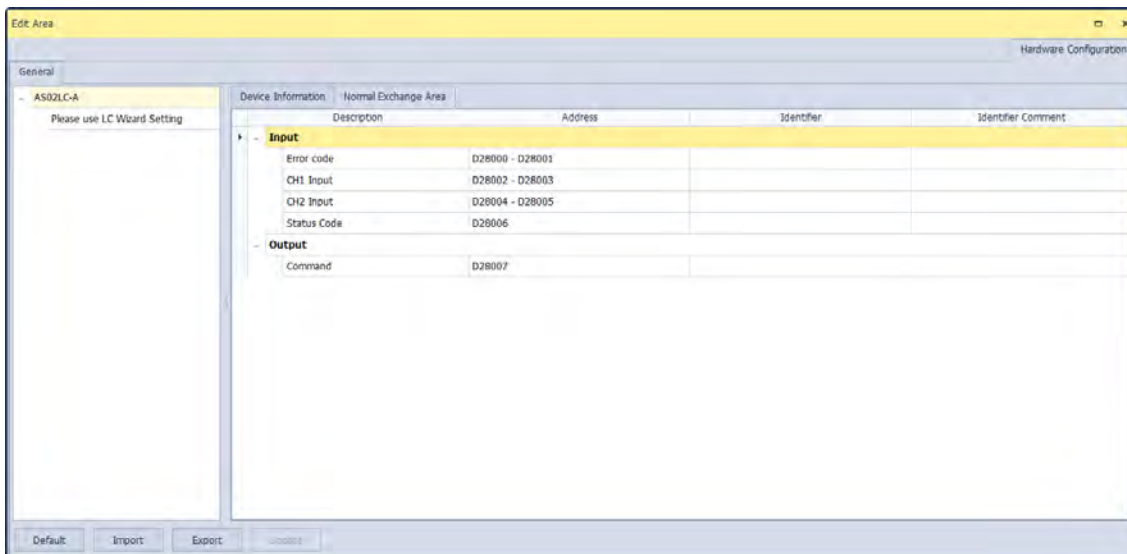 Edit Area
Hardware Configuration
General
AS02LC-A
Please use LC Wizard Setting
Device Information Normal Exchange Area
Description Address Identifier Identifier Comment
Input
Error code D28000 - D28001
CH1 Input D28002 - D28003
CH2 Input D28004 - D28005
Status Code D28006
Output
Command D28007
Default Import Export Update